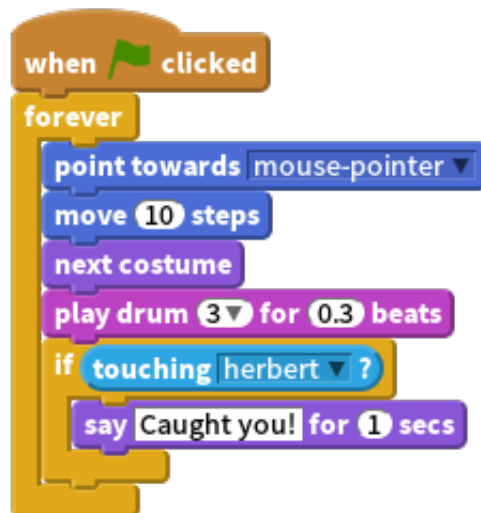 when clicked
forever
point towards mouse-pointer
move 10 steps
next costume
play drum 3 for 0.3 beats
if touching herbert ?
say Caught you! for 1 secs